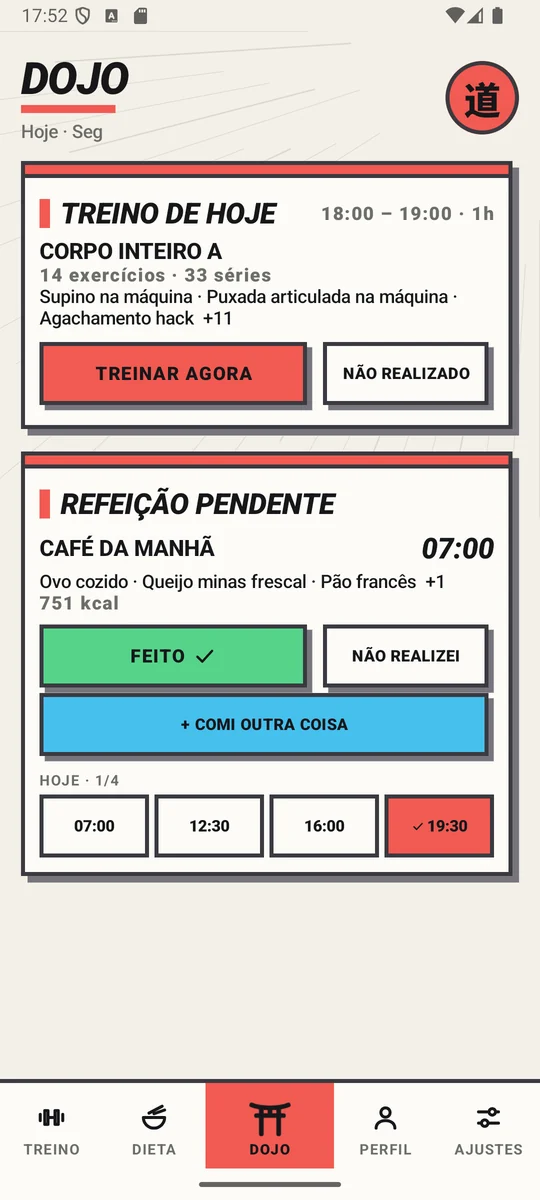 17:52
DOJO
道
Hoje · Seg
TREINO DE HOJE
18:00 – 19:00 · 1h
CORPO INTEIRO A
14 exercícios · 33 séries
Supino na máquina · Puxada articulada na máquina ·
Agachamento hack +11
TREINAR AGORA
NÃO REALIZADO
REFEIÇÃO PENDENTE
CAFÉ DA MANHÃ
07:00
Ovo cozido · Queijo minas frescal · Pão francês +1
751 kcal
FEITO ✓
NÃO REALIZEI
+ COMI OUTRA COISA
HOJE · 1/4
07:00
12:30
16:00
✓ 19:30
TREINO
DIETA
DOJO
PERFIL
AJUSTES